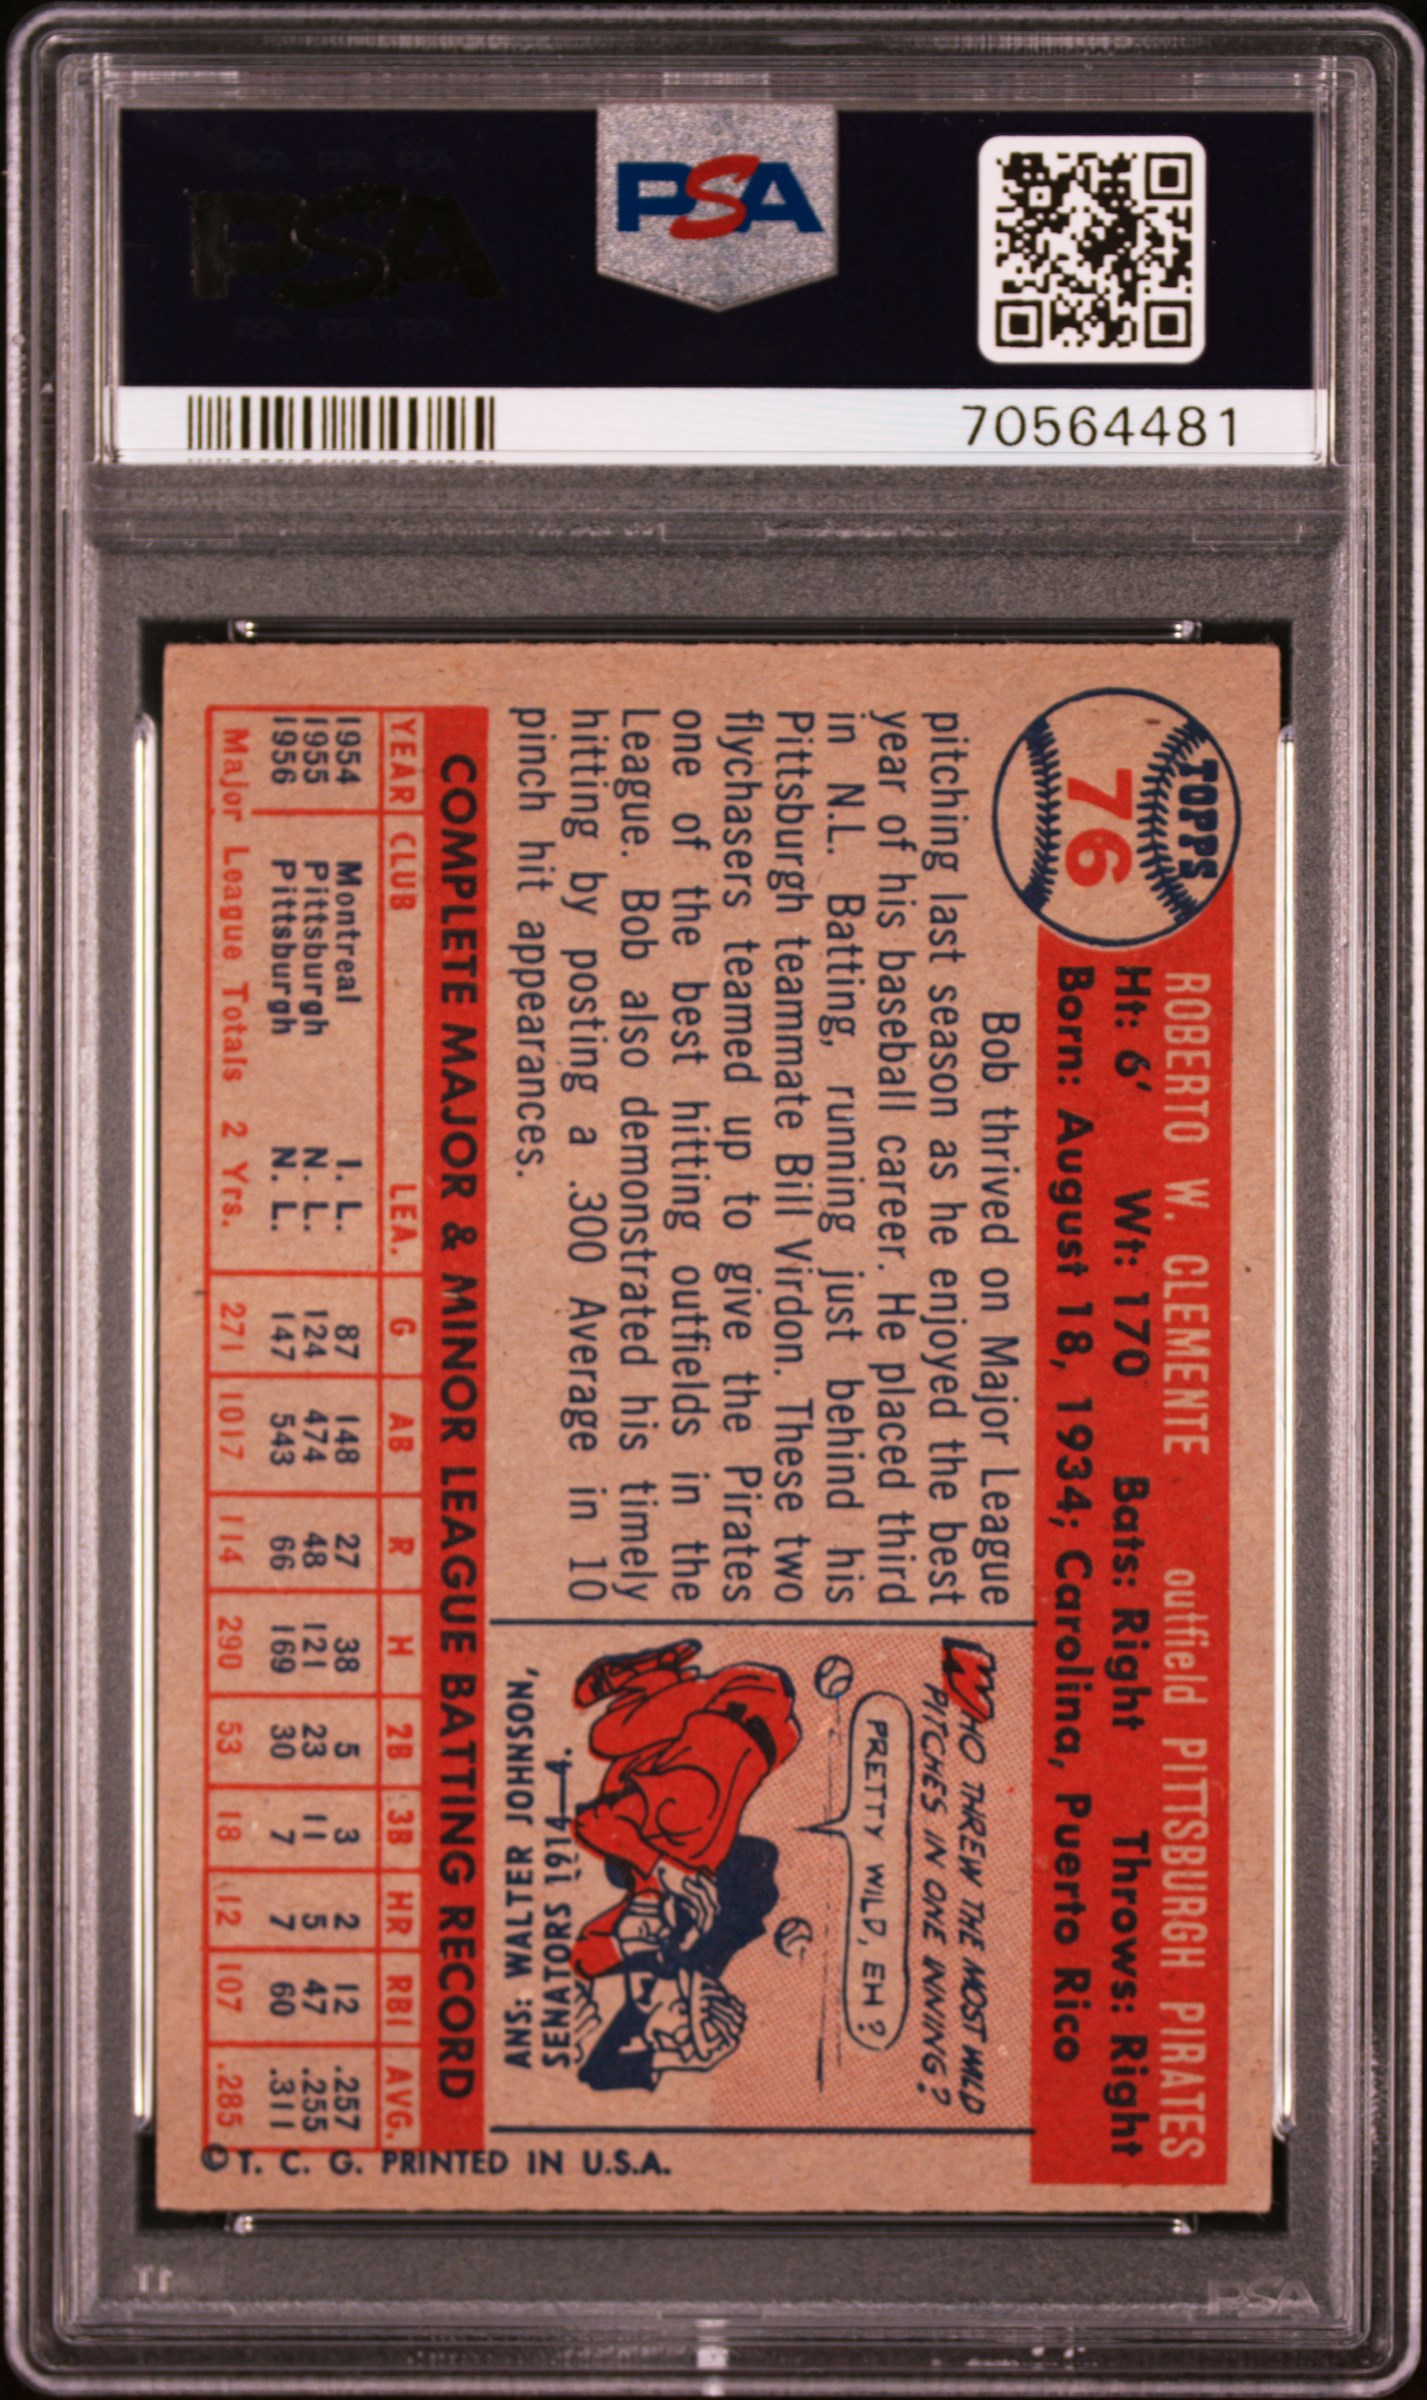 PSA
PSA
70564481
TOPPS
76
ROBERTO W. CLEMENTE outfield PITTSBURGH PIRATES
Ht: 6' Wt: 170 Bats: Right Throws: Right
Born: August 18, 1934; Carolina, Puerto Rico
Bob thrived on Major League
pitching last season as he enjoyed the best
year of his baseball career. He placed third
in N.L. Batting, running just behind his
Pittsburgh teammate Bill Virdon. These two
flychasers teamed up to give the Pirates
one of the best hitting outfields in the
League. Bob also demonstrated his timely
hitting by posting a .300 Average in 10
pinch hit appearances.
WHO THREW THE MOST WILD
PITCHES IN ONE INNING?
PRETTY WILD, EH?
ANS: WALTER JOHNSON,
SENATORS 1914—4.
COMPLETE MAJOR & MINOR LEAGUE BATTING RECORD
YEAR CLUB LEA. G AB R H 2B 3B HR RBI AVG.
1954 Montreal I. L. 87 148 27 38 5 3 2 12 .257
1955 Pittsburgh N. L. 124 474 48 121 23 11 5 47 .255
1956 Pittsburgh N. L. 147 543 66 169 30 7 7 60 .311
Major League Totals 2 Yrs. 271 1017 114 290 53 18 12 107 .285
©T. C. G. PRINTED IN U.S.A.
PSA